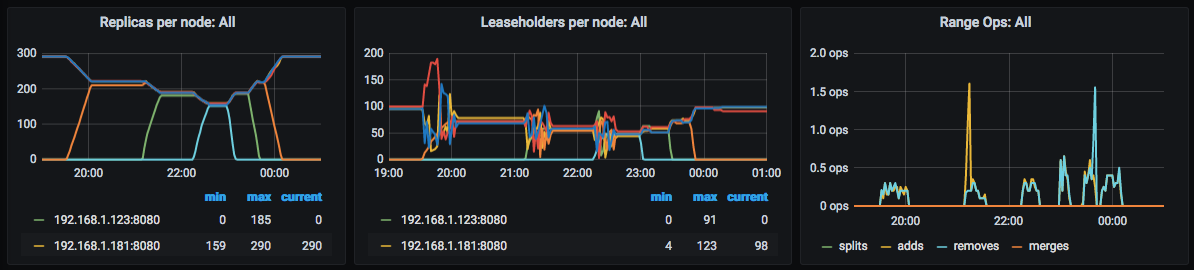 Replicas per node: All
300
200
100
0
20:00 22:00 00:00
min max current
192.168.1.123:8080 0 185 0
192.168.1.181:8080 159 290 290
Leaseholders per node: All
200
150
100
50
0
19:00 20:00 21:00 22:00 23:00 00:00 01:00
min max current
192.168.1.123:8080 0 91 0
192.168.1.181:8080 4 123 98
Range Ops: All
2.0 ops
1.5 ops
1.0 ops
0.5 ops
0 ops
20:00 22:00 00:00
splits adds removes merges